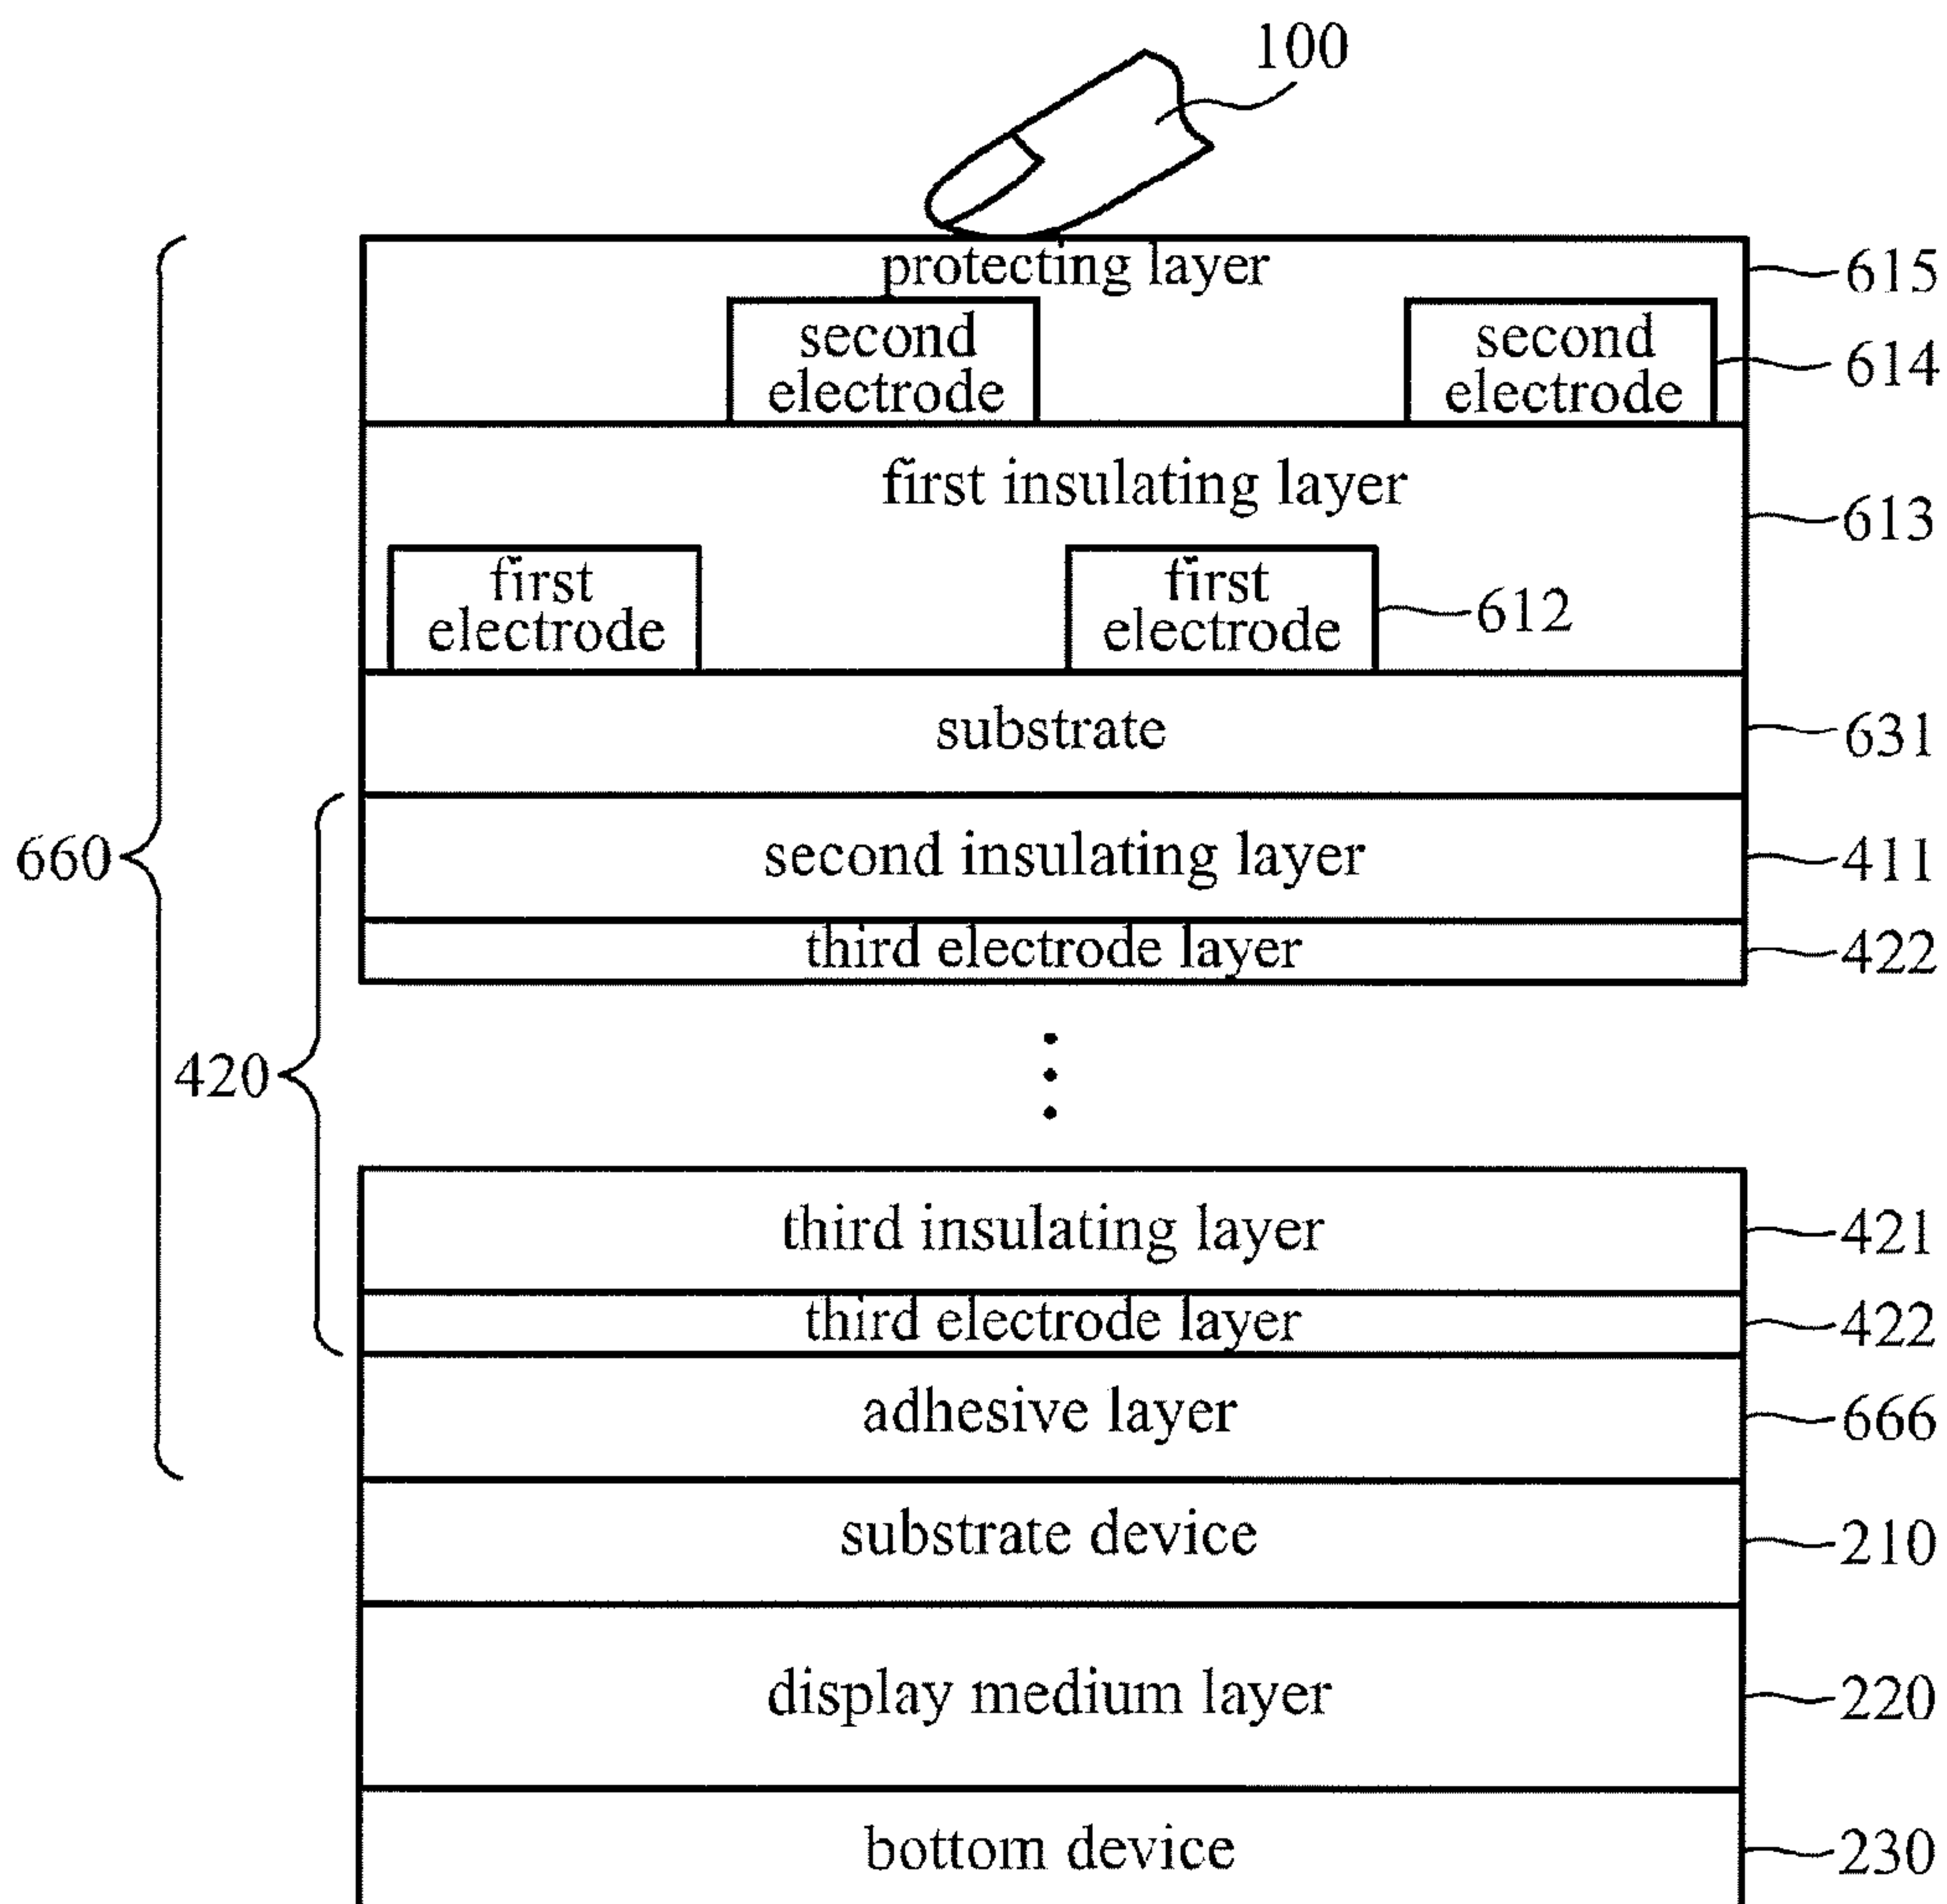 100
protecting layer
615
second
electrode
second
electrode
614
first insulating layer
613
first
electrode
first
electrode
612
substrate
631
660
second insulating layer
411
third electrode layer
422
420
third insulating layer
421
third electrode layer
422
adhesive layer
666
substrate device
210
display medium layer
220
bottom device
230